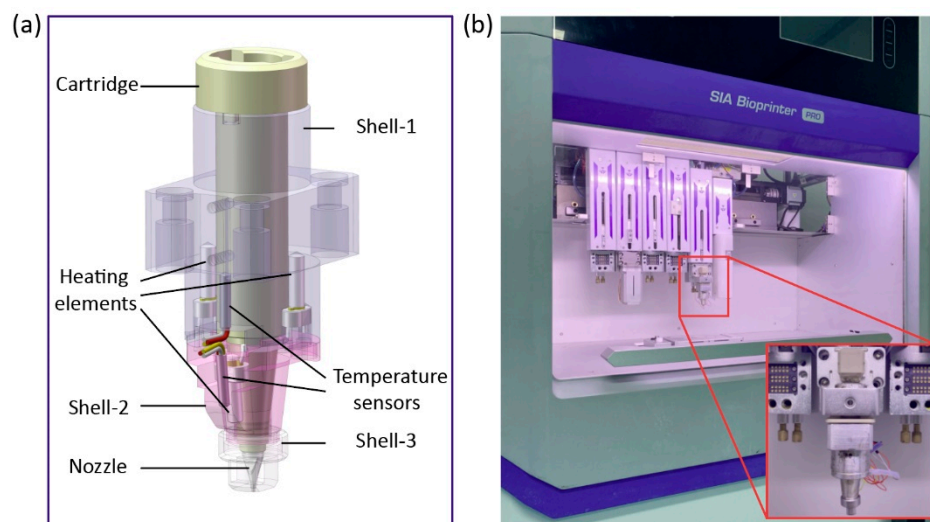 (a)
Cartridge
Shell-1
Heating
elements
Temperature
sensors
Shell-2
Shell-3
Nozzle
(b)
SIA Bioprinter PRO